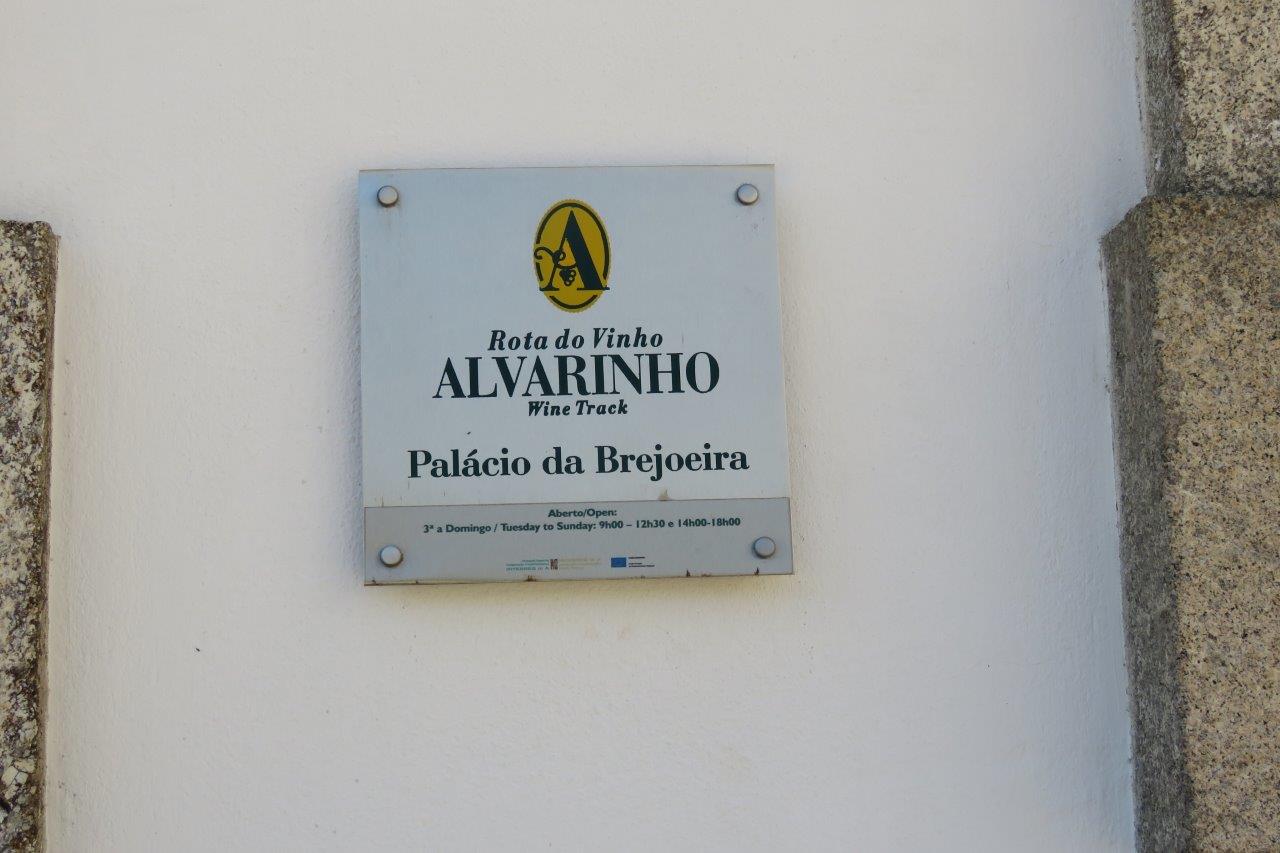 A
Rota do Vinho
ALVARINHO
Wine Track
Palácio da Brejoeira
Aberto/Open:
3ª a Domingo / Tuesday to Sunday: 9h00 – 12h30 e 14h00-18h00